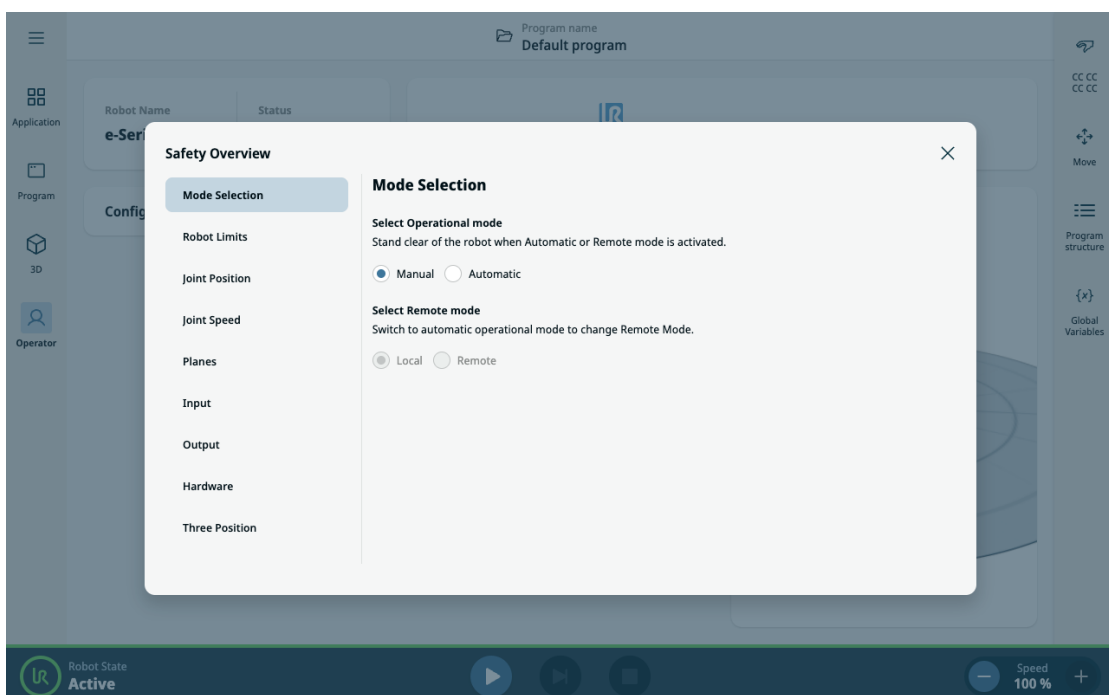 Program name
Default program
Application
Program
3D
Operator
Robot Name
Status
e-Seri
Config
Safety Overview
Mode Selection
Robot Limits
Joint Position
Joint Speed
Planes
Input
Output
Hardware
Three Position
Mode Selection
Select Operational mode
Stand clear of the robot when Automatic or Remote mode is activated.
Manual Automatic
Select Remote mode
Switch to automatic operational mode to change Remote Mode.
Local Remote
CC CC
CC CC
Move
Program
structure
{x}
Global
Variables
Robot State
Active
Speed
100 %